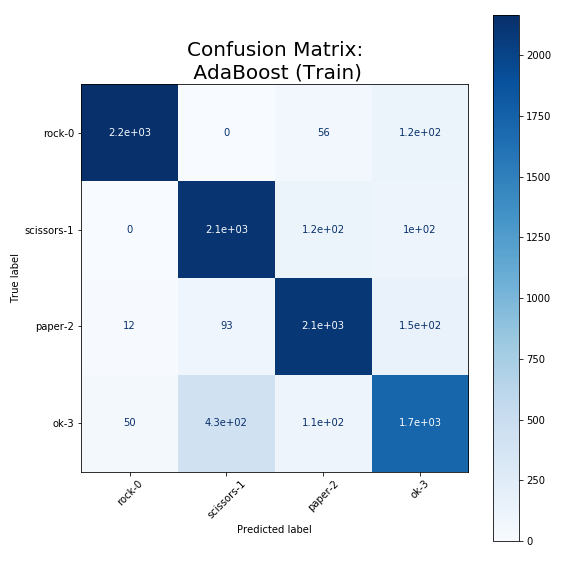 Confusion Matrix:
AdaBoost (Train)
True label
rock-0
2.2e+03
0
56
1.2e+02
scissors-1
0
2.1e+03
1.2e+02
1e+02
paper-2
12
93
2.1e+03
1.5e+02
ok-3
50
4.3e+02
1.1e+02
1.7e+03
rock-0
scissors-1
paper-2
ok-3
Predicted label
2000
1750
1500
1250
1000
750
500
250
0